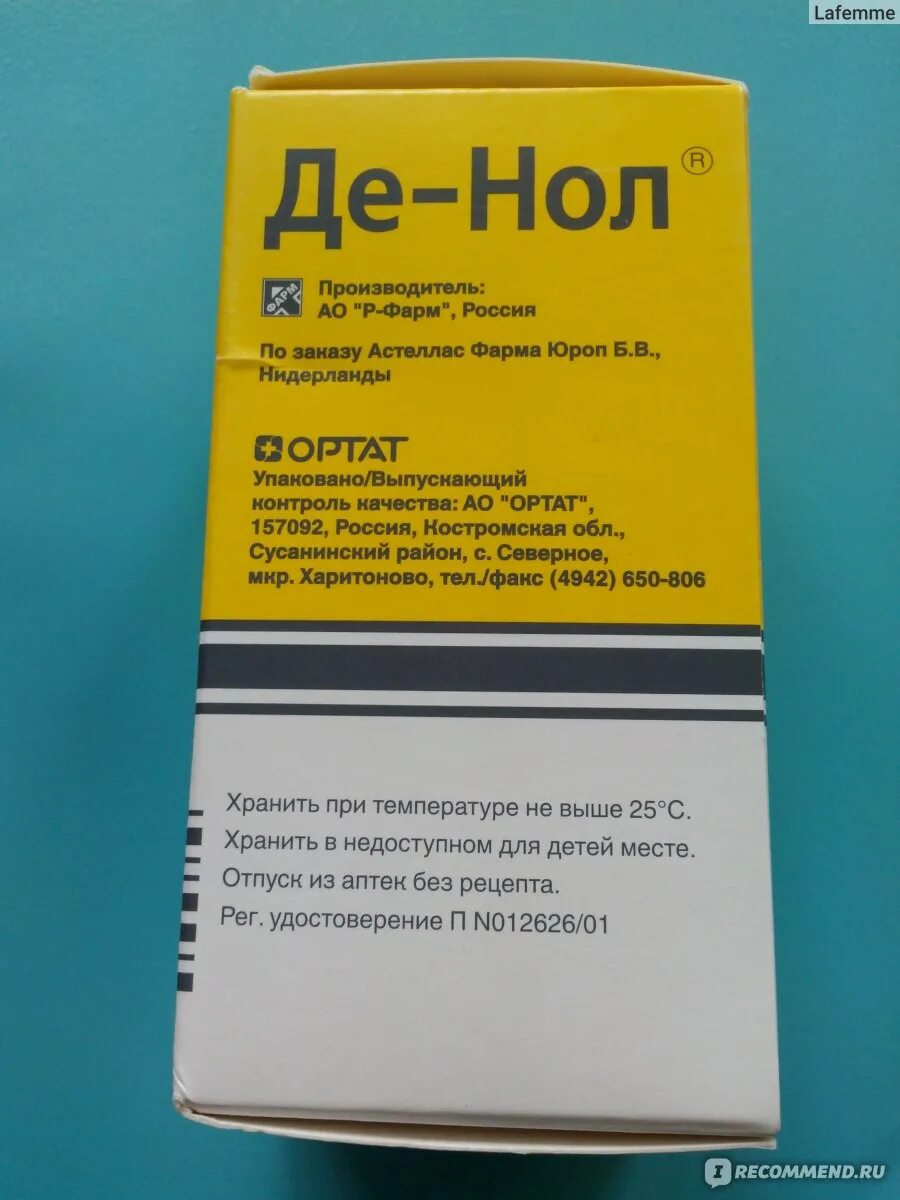 Lafemme
Де-Нол®
ФАРМ
Производитель:
АО "Р-Фарм", Россия
По заказу Астеллас Фарма Юроп Б.В.,
Нидерланды
ОРТАТ
Упаковано/Выпускающий
контроль качества: АО "ОРТАТ",
157092, Россия, Костромская обл.,
Сусанинский район, с. Северное,
мкр. Харитоново, тел./факс (4942) 650-806
Хранить при температуре не выше 25°С.
Хранить в недоступном для детей месте.
Отпуск из аптек без рецепта.
Рег. удостоверение П N012626/01
IRECOMMEND.RU